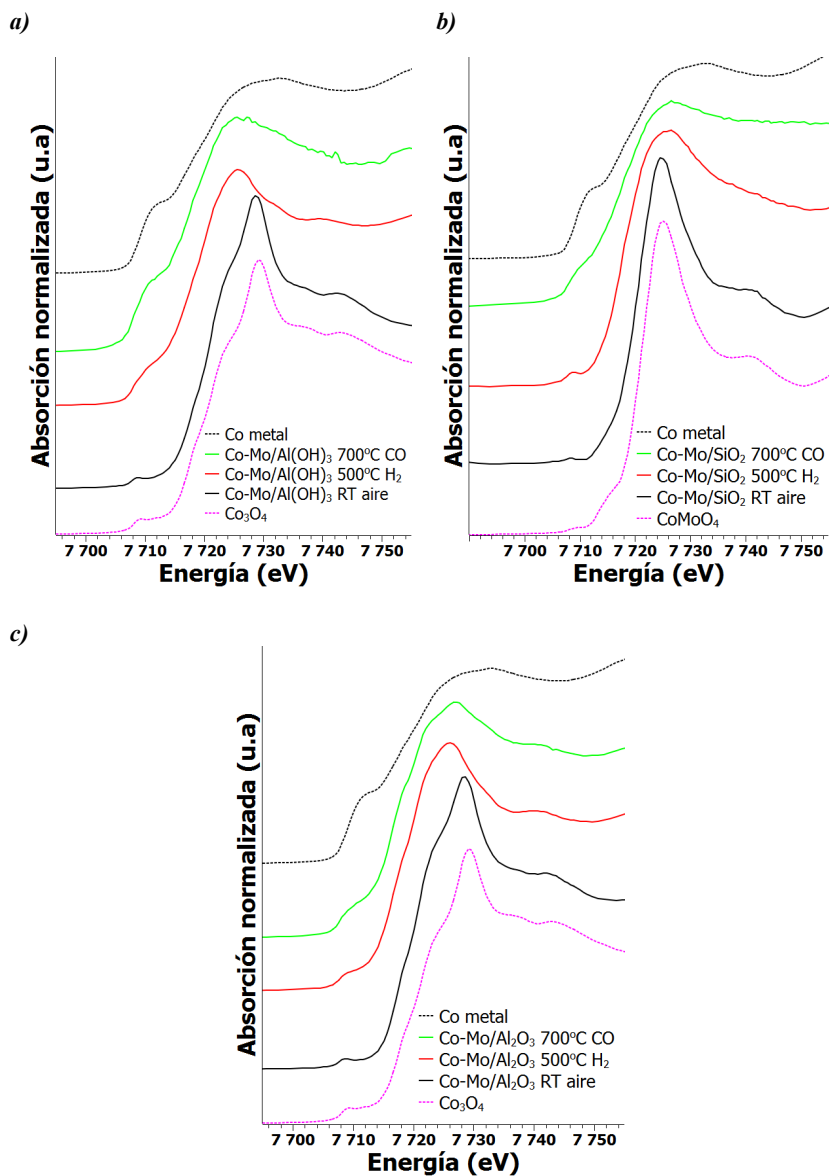 a)
Absorción normalizada (u.a)
Co metal
Co-Mo/Al(OH)₃ 700ºC CO
Co-Mo/Al(OH)₃ 500ºC H₂
Co-Mo/Al(OH)₃ RT aire
Co₃O₄
7 700 7 710 7 720 7 730 7 740 7 750
Energía (eV)
b)
Absorción normalizada (u.a)
Co metal
Co-Mo/SiO₂ 700ºC CO
Co-Mo/SiO₂ 500ºC H₂
Co-Mo/SiO₂ RT aire
CoMoO₄
7 700 7 710 7 720 7 730 7 740 7 750
Energía (eV)
c)
Absorción normalizada (u.a)
Co metal
Co-Mo/Al₂O₃ 700ºC CO
Co-Mo/Al₂O₃ 500ºC H₂
Co-Mo/Al₂O₃ RT aire
Co₃O₄
7 700 7 710 7 720 7 730 7 740 7 750
Energía (eV)